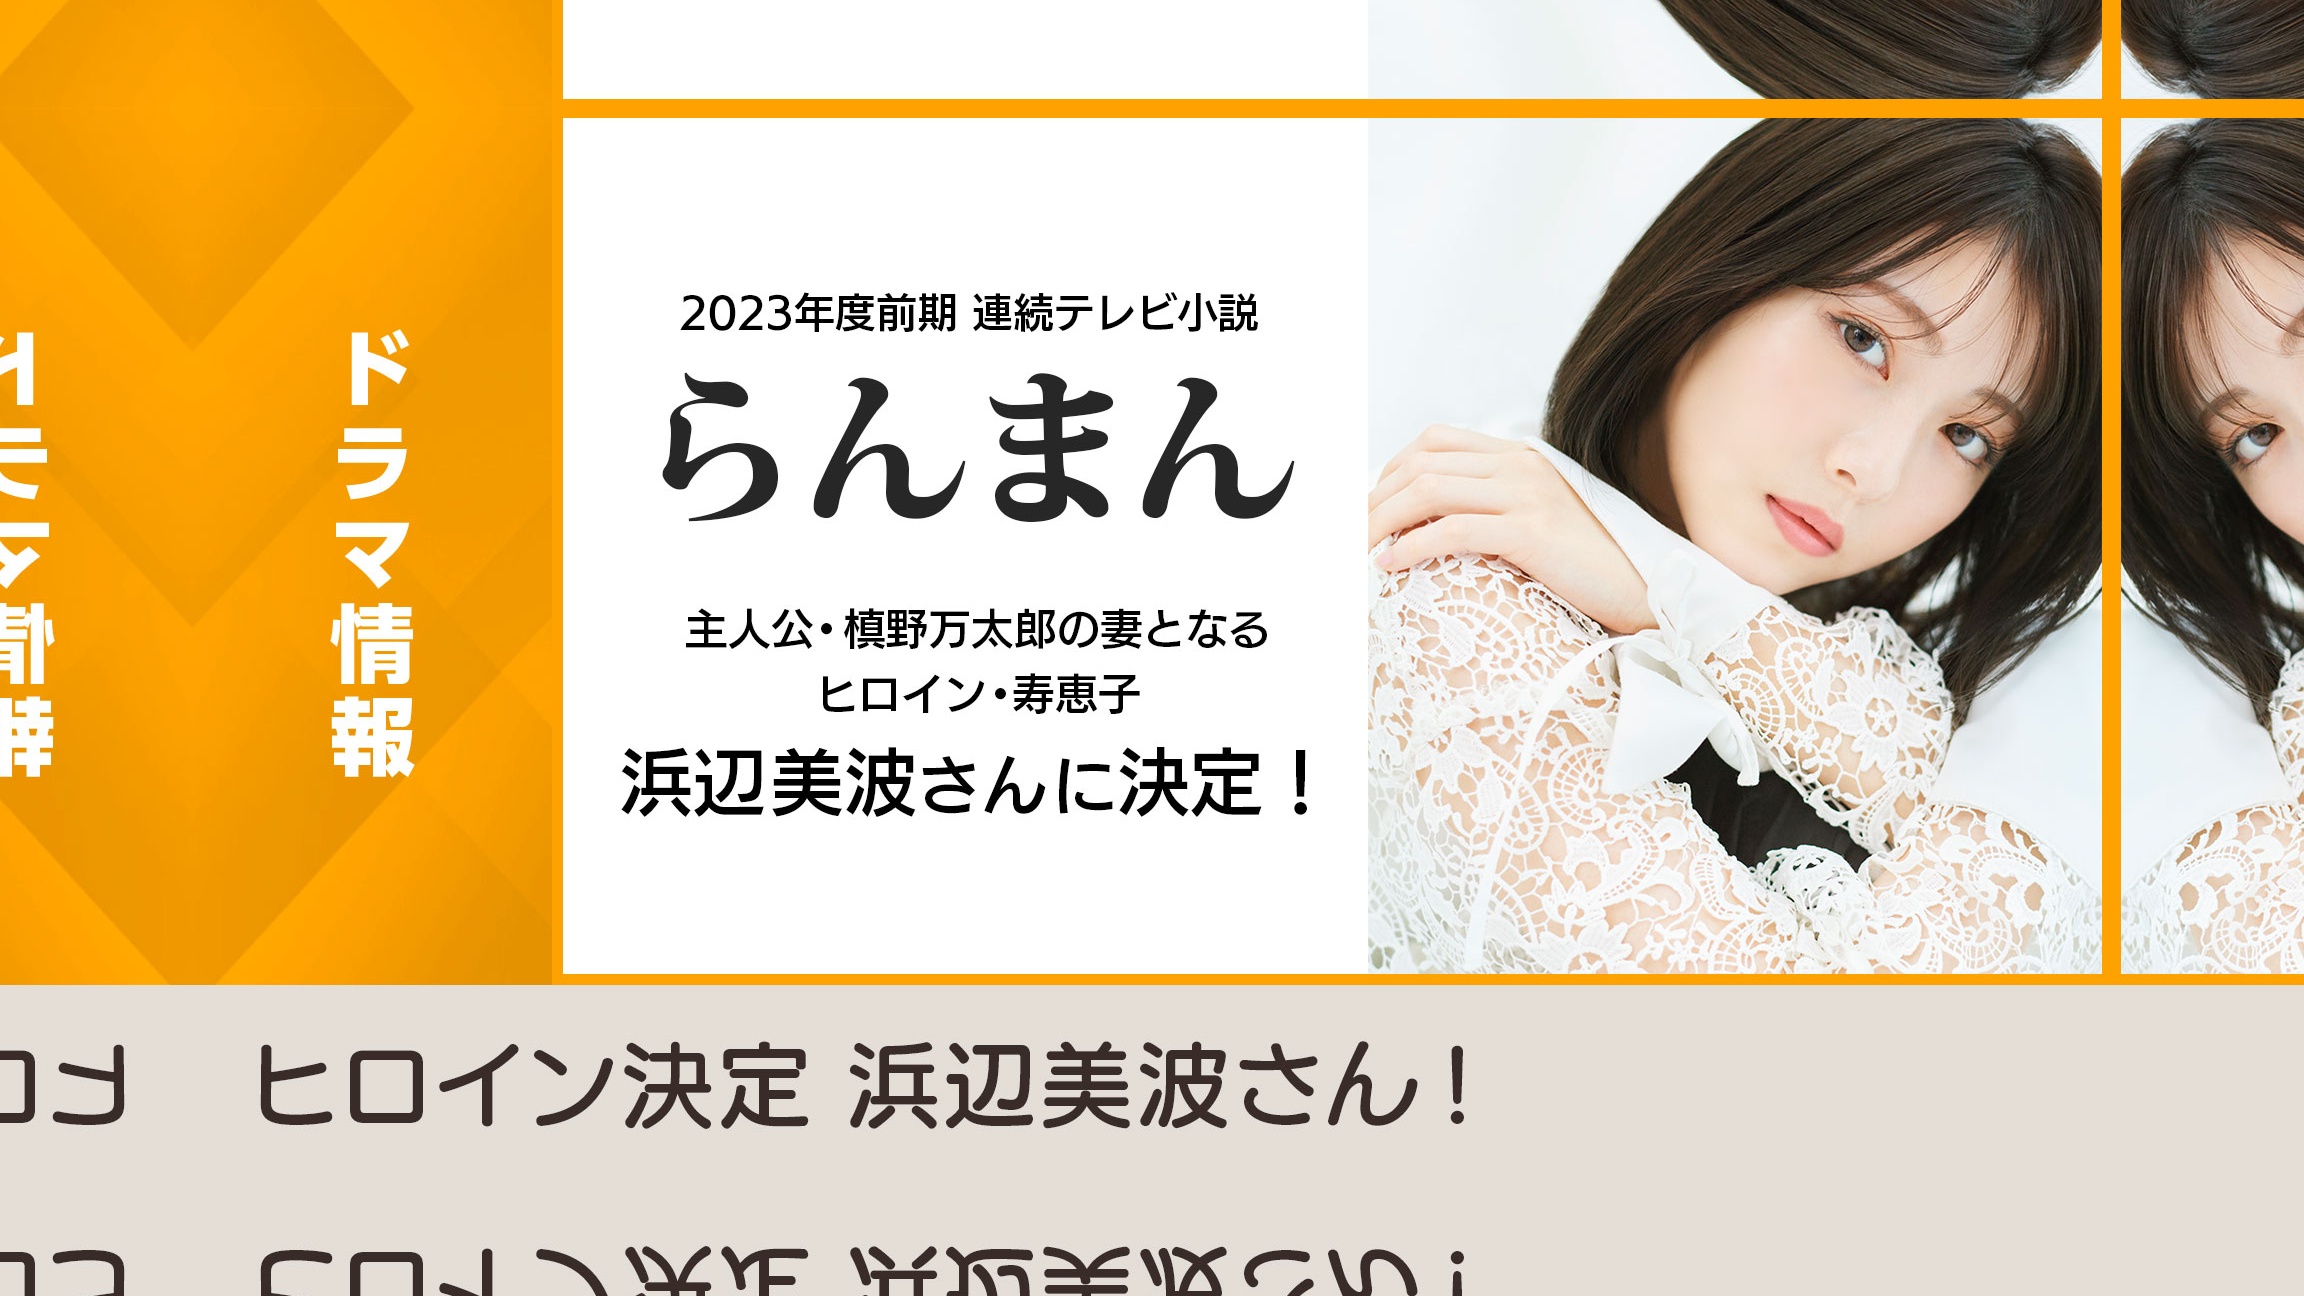 ドラマ情報
2023年度前期 連続テレビ小説
らんまん
主人公・槙野万太郎の妻となる
ヒロイン・寿恵子
浜辺美波さんに決定！
ヒロイン決定 浜辺美波さん！